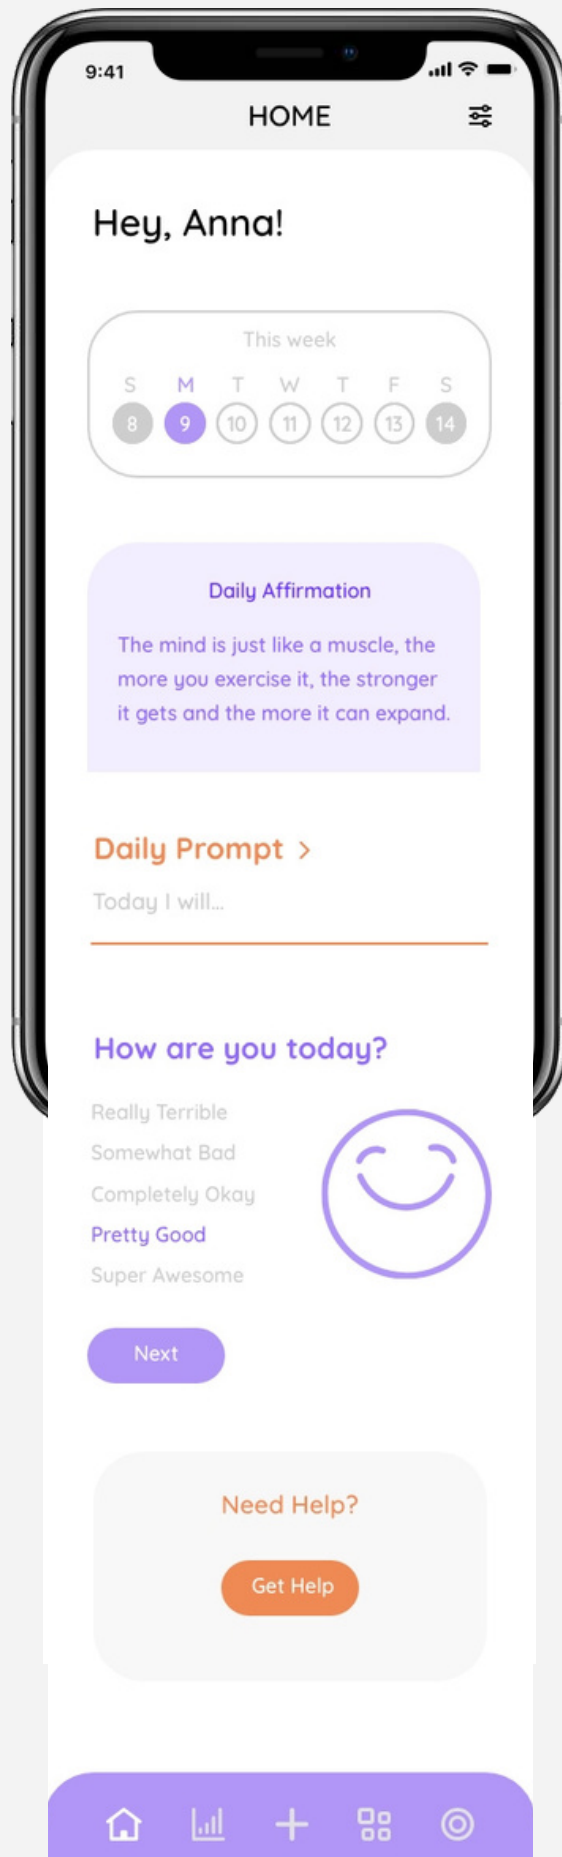 9:41
HOME
Hey, Anna!
This week
S M T W T F S
8 9 10 11 12 13 14
Daily Affirmation
The mind is just like a muscle, the
more you exercise it, the stronger
it gets and the more it can expand.
Daily Prompt >
Today I will...
How are you today?
Really Terrible
Somewhat Bad
Completely Okay
Pretty Good
Super Awesome
Next
Need Help?
Get Help